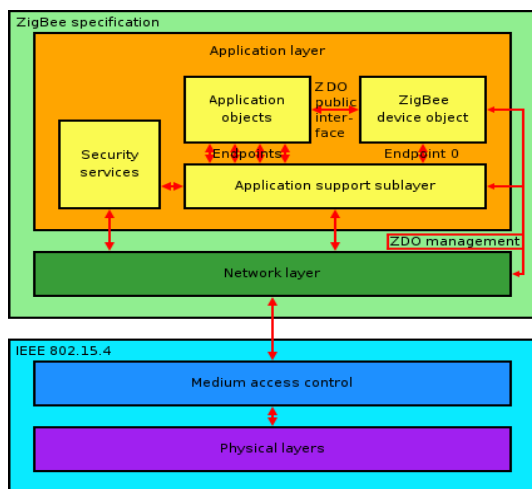 ZigBee specification
Application layer
Application
objects
ZDO
public
inter-
face
ZigBee
device object
Security
services
Endpoints
Endpoint 0
Application support sublayer
ZDO management
Network layer
IEEE 802.15.4
Medium access control
Physical layers